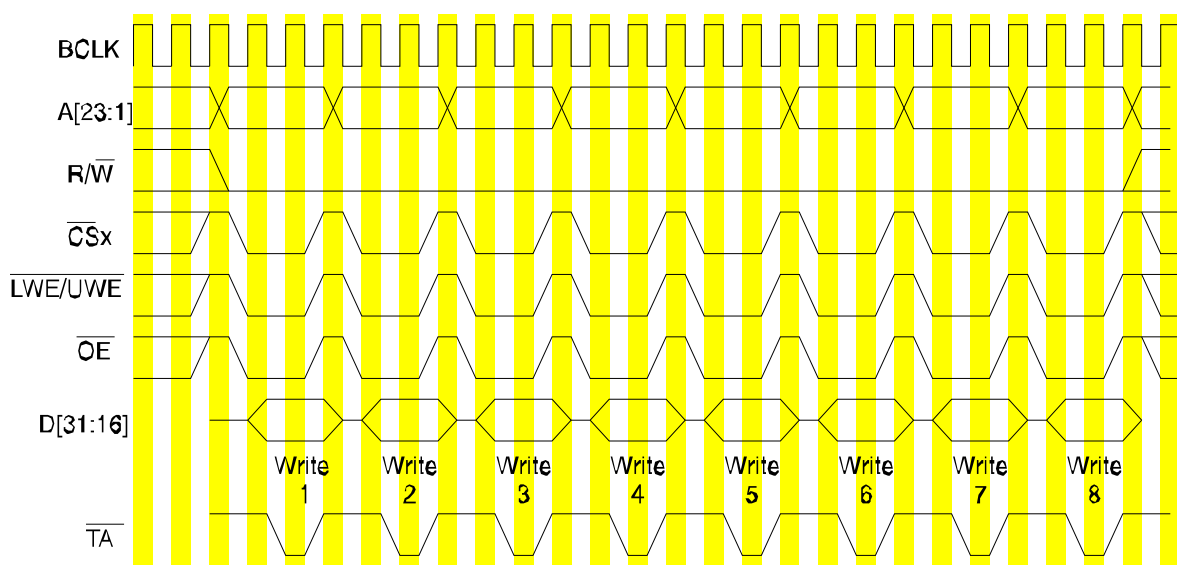 BCLK
A[23:1]
R/W
CSx
LWE/UWE
OE
D[31:16]
Write Write Write Write Write Write Write Write
1 2 3 4 5 6 7 8
TA